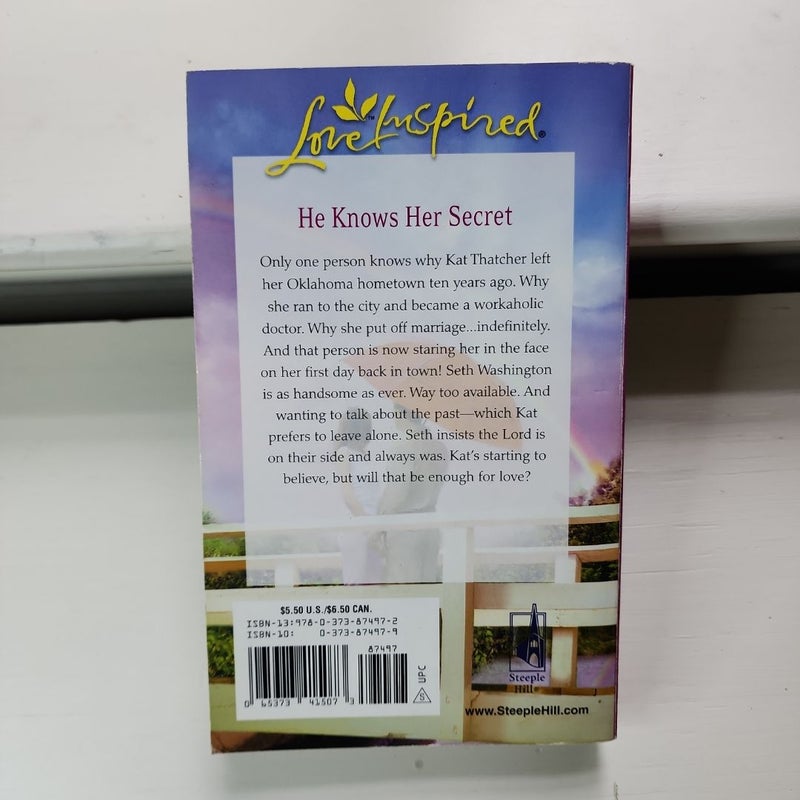 Love Inspired®
He Knows Her Secret
Only one person knows why Kat Thatcher left
her Oklahoma hometown ten years ago. Why
she ran to the city and became a workaholic
doctor. Why she put off marriage...indefinitely.
And that person is now staring her in the face
on her first day back in town! Seth Washington
is as handsome as ever. Way too available. And
wanting to talk about the past—which Kat
prefers to leave alone. Seth insists the Lord is
on their side and always was. Kat's starting to
believe, but will that be enough for love?
$5.50 U.S./$6.50 CAN.
ISBN-13:978-0-373-87497-2
ISBN-10: 0-373-87497-9
87497
0 65373 41507 3
UPC
S
Steeple
Hill®
www.SteepleHill.com